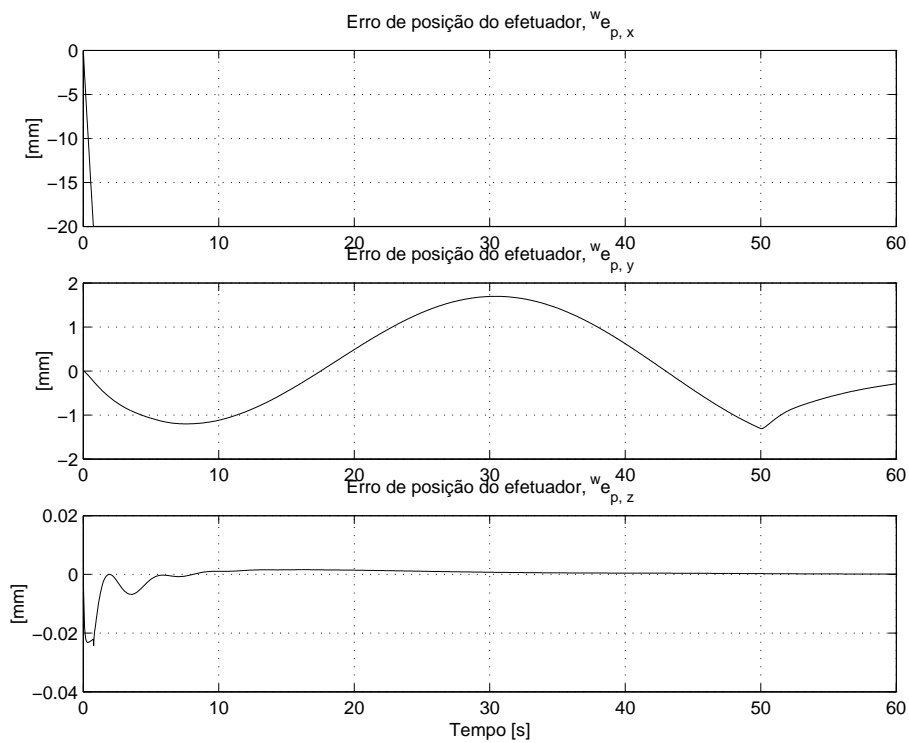 Erro de posição do efetuador, ʷeₚ, ₓ
0
−5
−10
−15
−20
[mm]
0 10 20 30 40 50 60
Erro de posição do efetuador, ʷe_p, y
2
1
0
−1
−2
[mm]
0 10 20 30 40 50 60
Erro de posição do efetuador, ʷe_p, z
0.02
0
−0.02
−0.04
[mm]
0 10 20 30 40 50 60
Tempo [s]